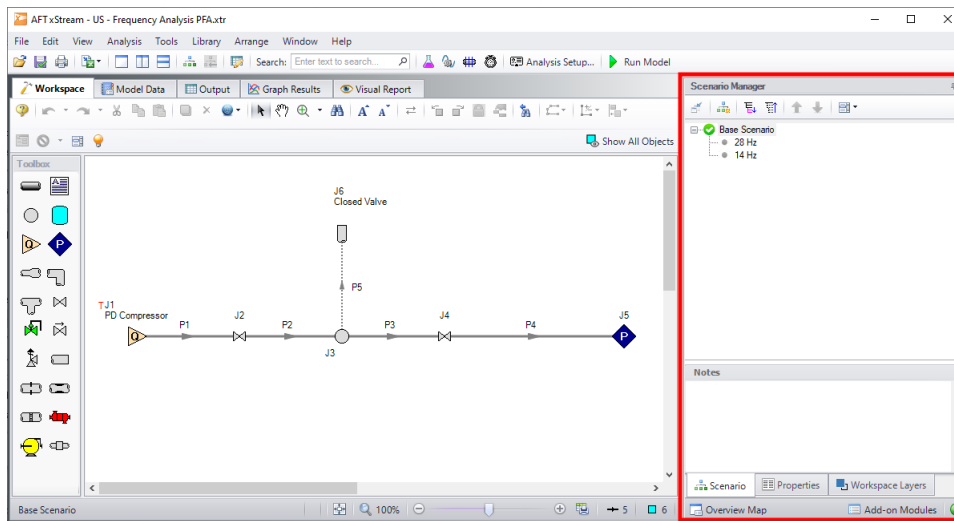 AFT xStream - US - Frequency Analysis PFA.xtr
File Edit View Analysis Tools Library Arrange Window Help
Search: Enter text to search... Analysis Setup... Run Model
Workspace Model Data Output Graph Results Visual Report
Scenario Manager
Show All Objects
Base Scenario
28 Hz
14 Hz
Toolbox
J6
Closed Valve
P5
TJ1
PD Compressor
P1
J2
P2
J3
P3
J4
P4
J5
Q
P
Q
P
Notes
Scenario Properties Workspace Layers
Base Scenario 100% 5 6 Overview Map Add-on Modules